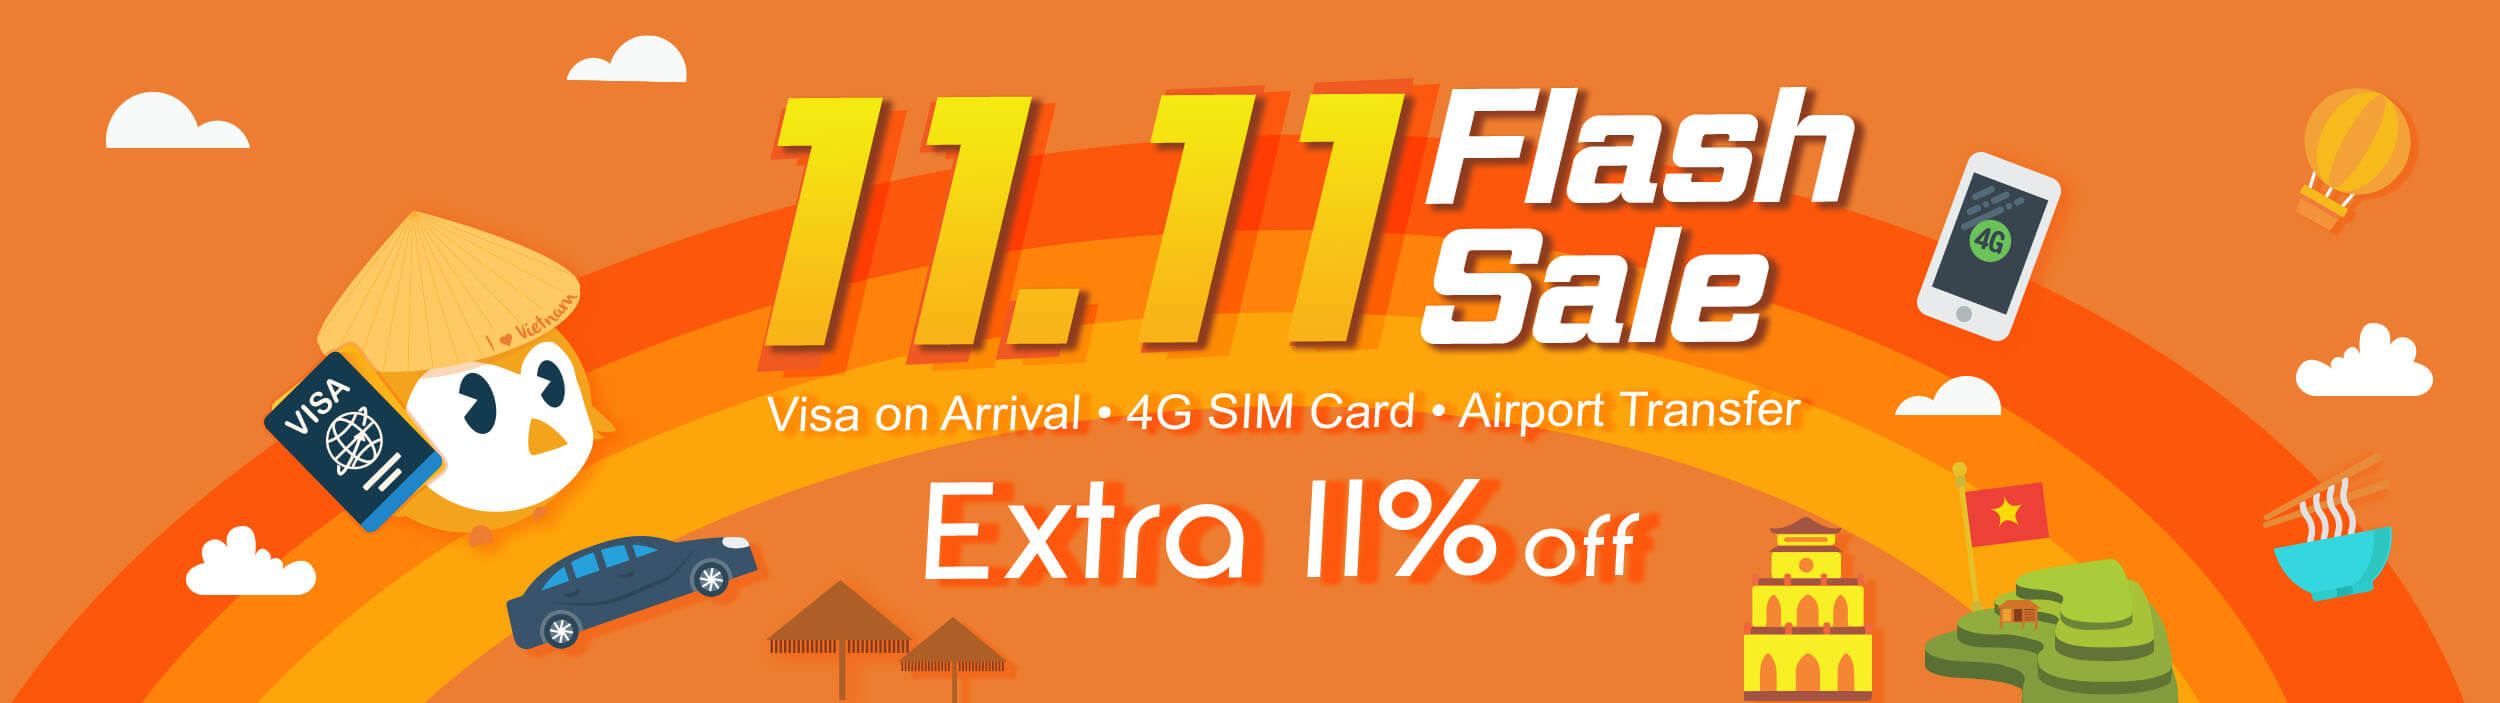 11.11 Flash
Sale
Visa on Arrival • 4G SIM Card • Airport Transfer
Extra 11% off
I ♥ Vietnam
VISA
4G